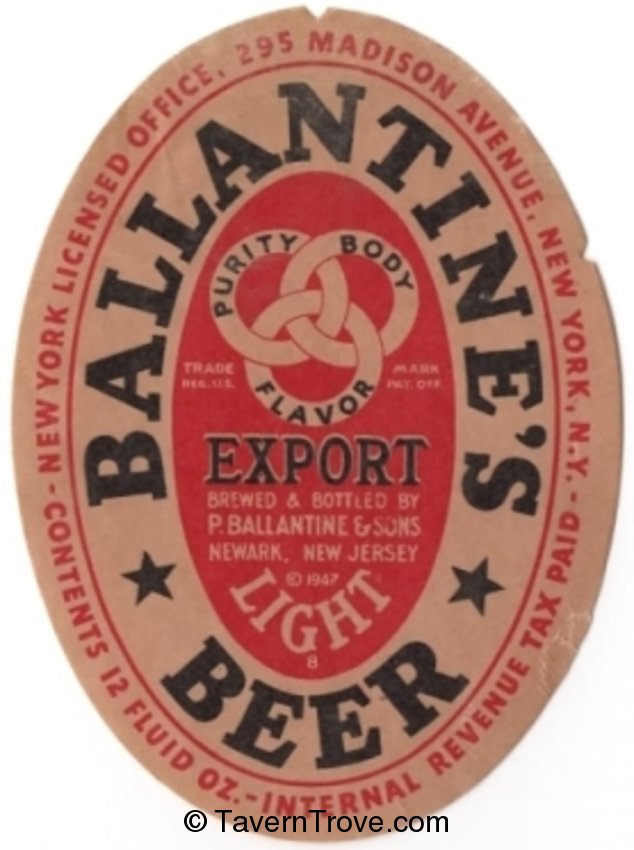 NEW YORK LICENSED OFFICE, 295 MADISON AVENUE, NEW YORK, N.Y. - CONTENTS 12 FLUID OZ. - INTERNAL REVENUE TAX PAID -
BALLANTINE'S
PURITY BODY
FLAVOR
TRADE MARK
REG. U.S. PAT. OFF.
EXPORT
BREWED & BOTTLED BY
P. BALLANTINE & SONS
NEWARK, NEW JERSEY
© 1947
LIGHT
B
BEER
© TavernTrove.com